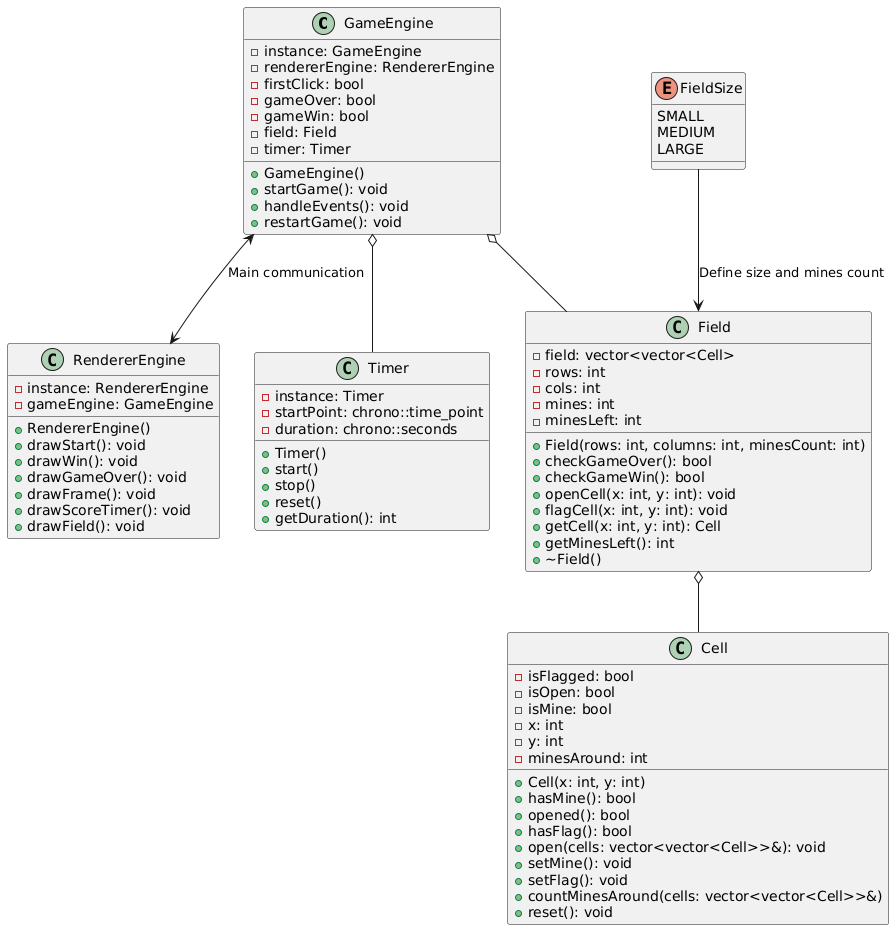 C GameEngine
instance: GameEngine
rendererEngine: RendererEngine
firstClick: bool
gameOver: bool
gameWin: bool
field: Field
timer: Timer
GameEngine()
startGame(): void
handleEvents(): void
restartGame(): void
E FieldSize
SMALL
MEDIUM
LARGE
Main communication
Define size and mines count
C RendererEngine
instance: RendererEngine
gameEngine: GameEngine
RendererEngine()
drawStart(): void
drawWin(): void
drawGameOver(): void
drawFrame(): void
drawScoreTimer(): void
drawField(): void
C Timer
instance: Timer
startPoint: chrono::time_point
duration: chrono::seconds
Timer()
start()
stop()
reset()
getDuration(): int
C Field
field: vector<vector<Cell>
rows: int
cols: int
mines: int
minesLeft: int
Field(rows: int, columns: int, minesCount: int)
checkGameOver(): bool
checkGameWin(): bool
openCell(x: int, y: int): void
flagCell(x: int, y: int): void
getCell(x: int, y: int): Cell
getMinesLeft(): int
~Field()
C Cell
isFlagged: bool
isOpen: bool
isMine: bool
x: int
y: int
minesAround: int
Cell(x: int, y: int)
hasMine(): bool
opened(): bool
hasFlag(): bool
open(cells: vector<vector<Cell>>&): void
setMine(): void
setFlag(): void
countMinesAround(cells: vector<vector<Cell>>&)
reset(): void